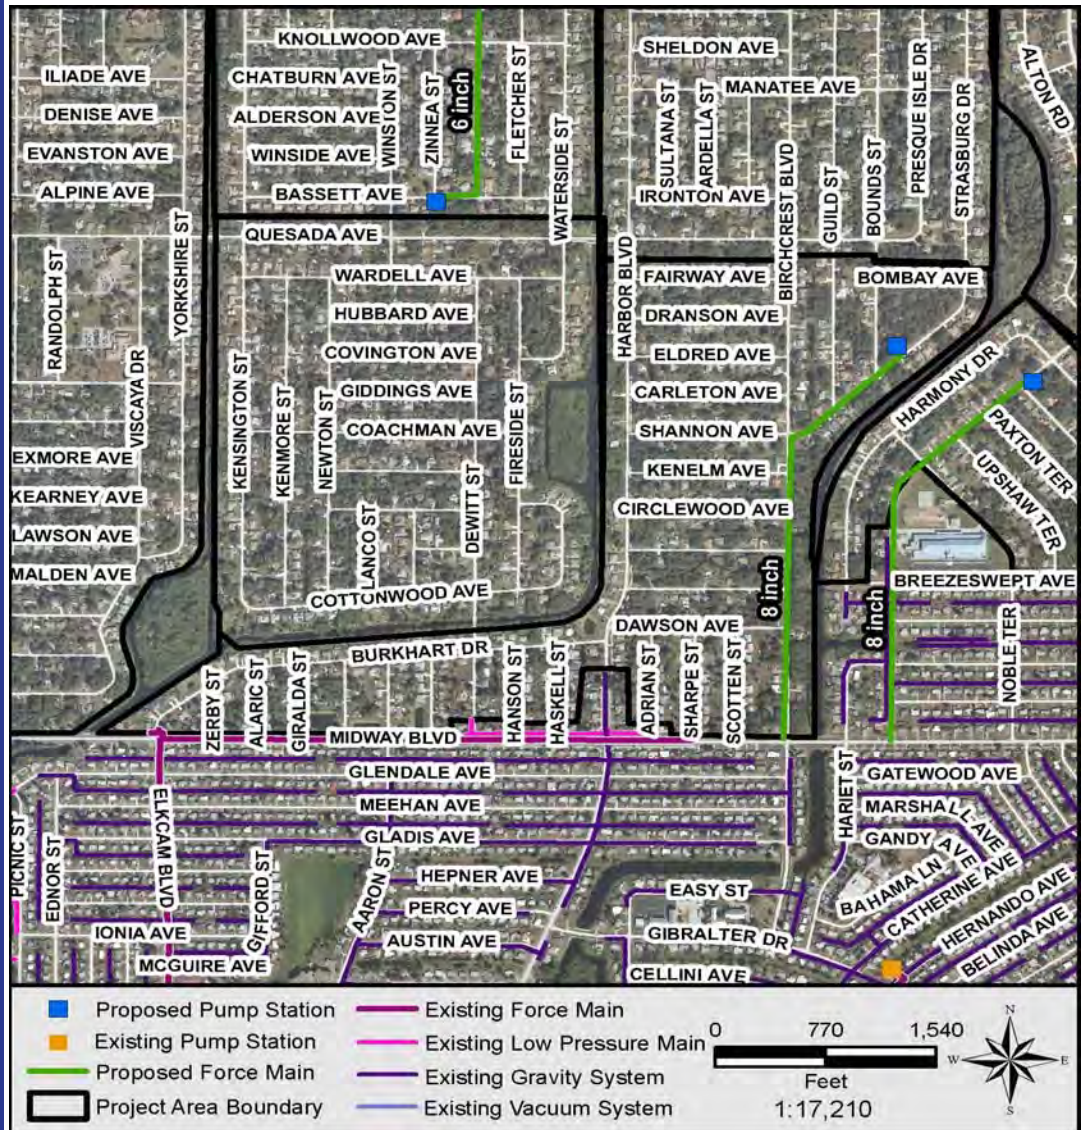 KNOLLWOOD AVE
SHELDON AVE
ALTON RD
ILIADE AVE
CHATBURN AVE
WINSTON ST
ZINNEA ST
6 inch
FLETCHER ST
MANATEE AVE
PRESQUE ISLE DR
STRASBURG DR
DENISE AVE
ALDERSON AVE
SULTANA ST
ARDELLA ST
EVANSTON AVE
WINSIDE AVE
WATERSIDE ST
BIRCHCREST BLVD
GUILD ST
BOUNDS ST
ALPINE AVE
BASSETT AVE
IRONTON AVE
YORKSHIRE ST
QUESADA AVE
HARBOR BLVD
RANDOLPH ST
WARDELL AVE
FAIRWAY AVE
BOMBAY AVE
HUBBARD AVE
DRANSON AVE
VISCAYA DR
COVINGTON AVE
ELDRED AVE
HARMONY DR
KENSINGTON ST
KENMORE ST
NEWTON ST
GIDDINGS AVE
FIRESIDE ST
CARLETON AVE
PAXTON TER
COACHMAN AVE
SHANNON AVE
EXMORE AVE
KENELM AVE
UPSHAW TER
KEARNEY AVE
DEWITT ST
CIRCLEWOOD AVE
LAWSON AVE
LANCO ST
MALDEN AVE
COTTONWOOD AVE
8 inch
8 inch
BREEZESWEPT AVE
DAWSON AVE
BURKHART DR
NOBLE TER
ZERBY ST
ALARIC ST
GIRALDA ST
HANSON ST
HASKELL ST
ADRIAN ST
SHARPE ST
SCOTTEN ST
MIDWAY BLVD
GLENDALE AVE
HARIET ST
GATEWOOD AVE
ELKCAM BLVD
MEEHAN AVE
MARSHALL AVE
PICNIC ST
GLADIS AVE
GANDY AVE
EDNOR ST
GIFFORD ST
AARON ST
HEPNER AVE
EASY ST
BAHAMA LN
CATHERINE AVE
PERCY AVE
HERNANDO AVE
IONIA AVE
AUSTIN AVE
GIBRALTER DR
BELINDA AVE
MCGUIRE AVE
CELLINI AVE
Proposed Pump Station
Existing Pump Station
Proposed Force Main
Project Area Boundary
Existing Force Main
Existing Low Pressure Main
Existing Gravity System
Existing Vacuum System
0 770 1,540
Feet
1:17,210
N
W E
S